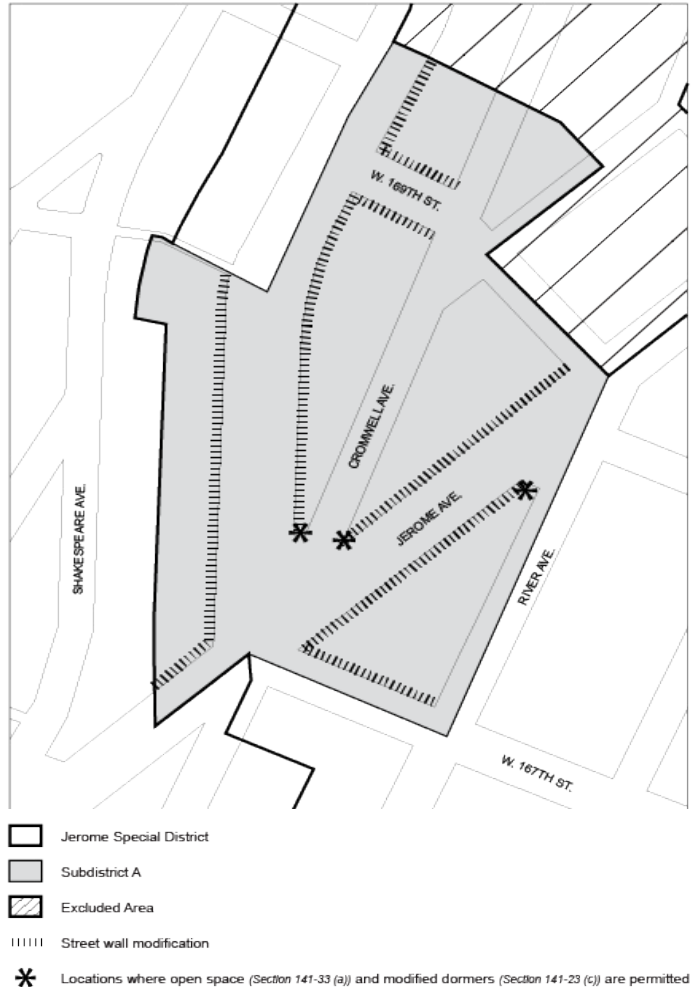 W. 169TH ST.
CROMWELL AVE.
JEROME AVE.
SHAKESPEARE AVE.
RIVER AVE.
W. 167TH ST.
Jerome Special District
Subdistrict A
Excluded Area
Street wall modification
Locations where open space (Section 141-33 (a)) and modified dormers (Section 141-23 (c)) are permitted